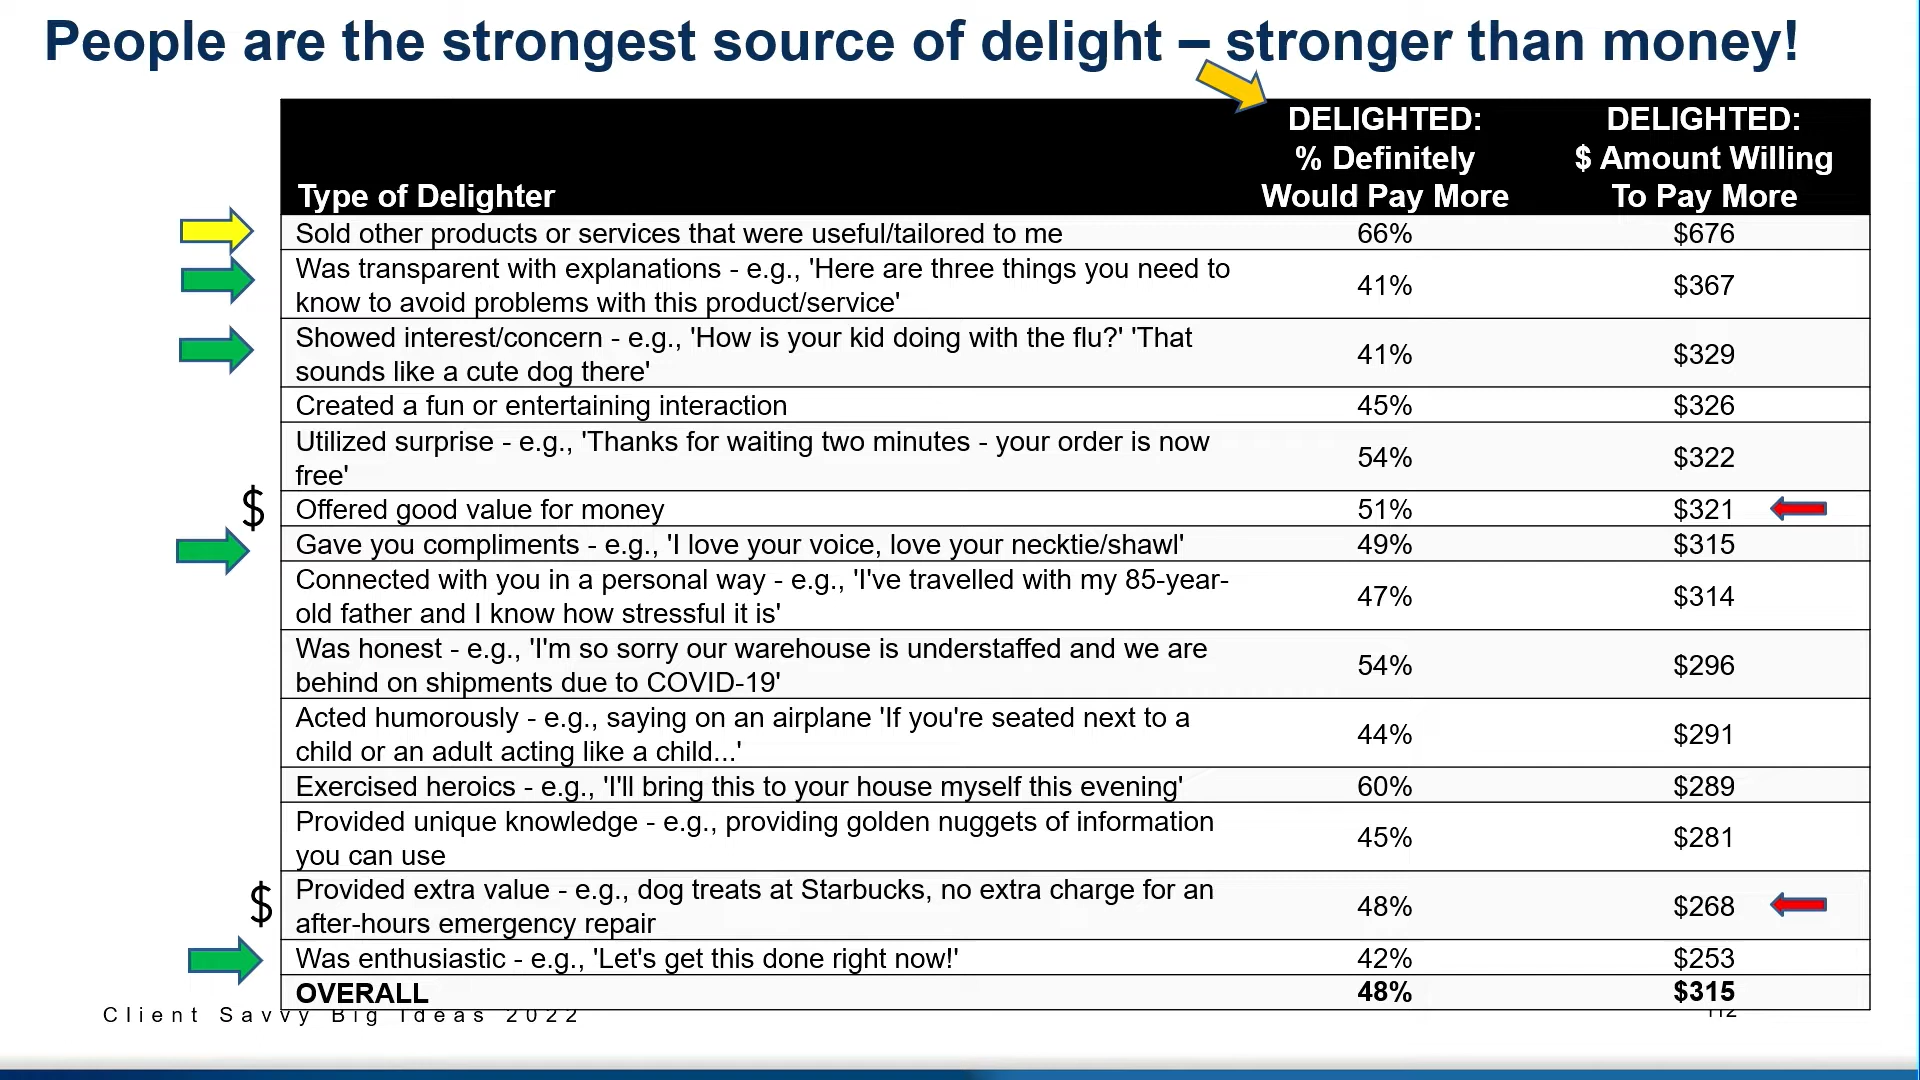 People are the strongest source of delight – stronger than money!
DELIGHTED:
% Definitely
Would Pay More
DELIGHTED:
$ Amount Willing
To Pay More
Type of Delighter
Sold other products or services that were useful/tailored to me
66%
$676
Was transparent with explanations - e.g., 'Here are three things you need to
know to avoid problems with this product/service'
41%
$367
Showed interest/concern - e.g., 'How is your kid doing with the flu?' 'That
sounds like a cute dog there'
41%
$329
Created a fun or entertaining interaction
45%
$326
Utilized surprise - e.g., 'Thanks for waiting two minutes - your order is now
free'
54%
$322
$
Offered good value for money
51%
$321
Gave you compliments - e.g., 'I love your voice, love your necktie/shawl'
49%
$315
Connected with you in a personal way - e.g., 'I've travelled with my 85-year-
old father and I know how stressful it is'
47%
$314
Was honest - e.g., 'I'm so sorry our warehouse is understaffed and we are
behind on shipments due to COVID-19'
54%
$296
Acted humorously - e.g., saying on an airplane 'If you're seated next to a
child or an adult acting like a child...'
44%
$291
Exercised heroics - e.g., 'I'll bring this to your house myself this evening'
60%
$289
Provided unique knowledge - e.g., providing golden nuggets of information
you can use
45%
$281
$
Provided extra value - e.g., dog treats at Starbucks, no extra charge for an
after-hours emergency repair
48%
$268
Was enthusiastic - e.g., 'Let's get this done right now!'
42%
$253
OVERALL
48%
$315
Client Savvy Big Ideas 2022
112